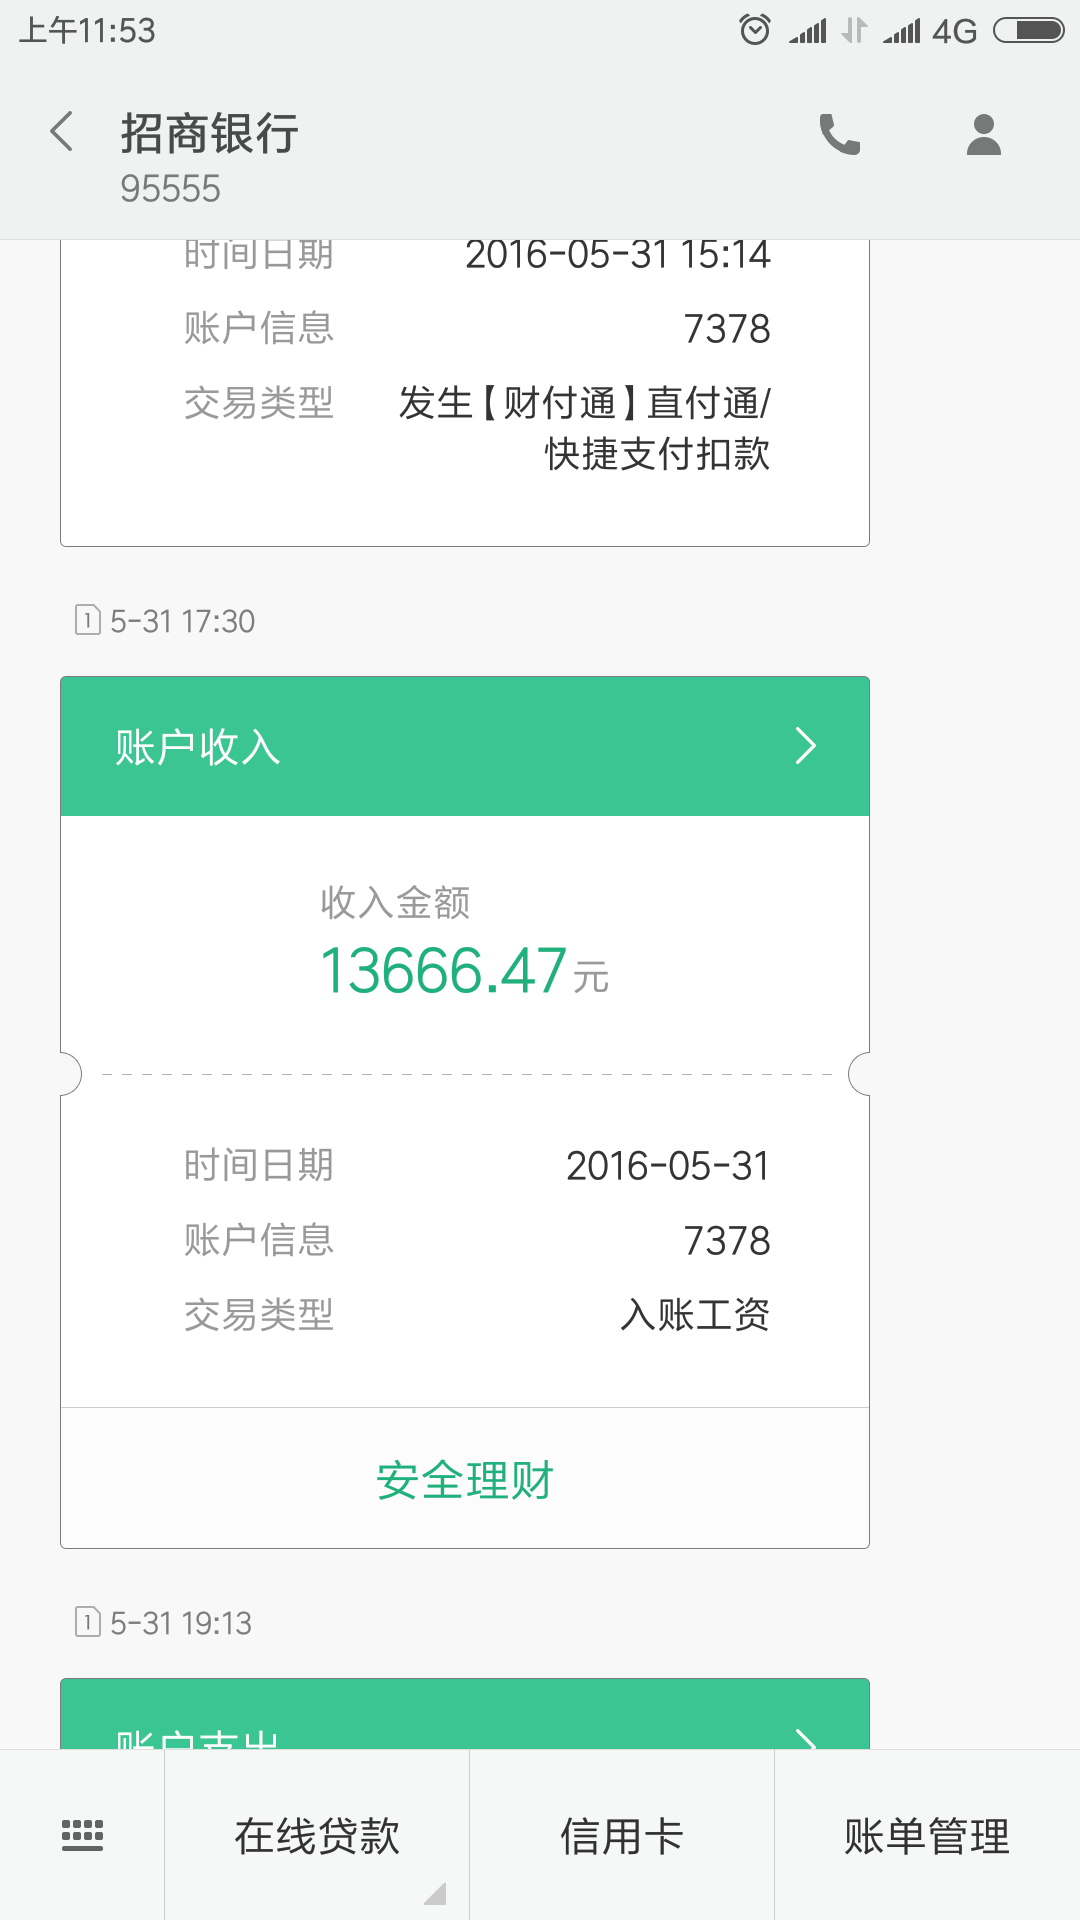 上午11:53
4G
招商银行
95555
时间日期 2016-05-31 15:14
账户信息 7378
交易类型 发生【财付通】直付通/
快捷支付扣款
1 5-31 17:30
账户收入
收入金额
13666.47元
时间日期 2016-05-31
账户信息 7378
交易类型 入账工资
安全理财
1 5-31 19:13
账户支出
在线贷款 信用卡 账单管理